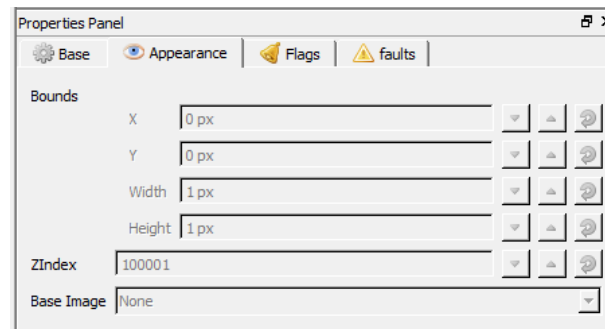 Properties Panel
Base Appearance Flags faults
Bounds
X 0 px
Y 0 px
Width 1 px
Height 1 px
ZIndex 100001
Base Image None